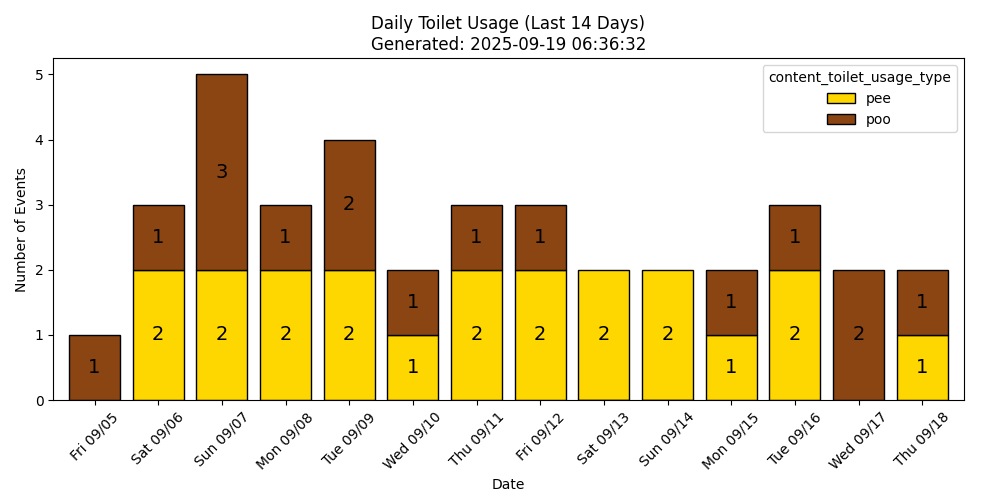 Daily Toilet Usage (Last 14 Days)
Generated: 2025-09-19 06:36:32
content_toilet_usage_type
pee
poo
Number of Events
5
4
3
2
1
0
1
2
1
2
3
2
1
2
2
1
1
2
1
2
1
2
2
1
1
2
1
2
1
1
Fri 09/05
Sat 09/06
Sun 09/07
Mon 09/08
Tue 09/09
Wed 09/10
Thu 09/11
Fri 09/12
Sat 09/13
Sun 09/14
Mon 09/15
Tue 09/16
Wed 09/17
Thu 09/18
Date